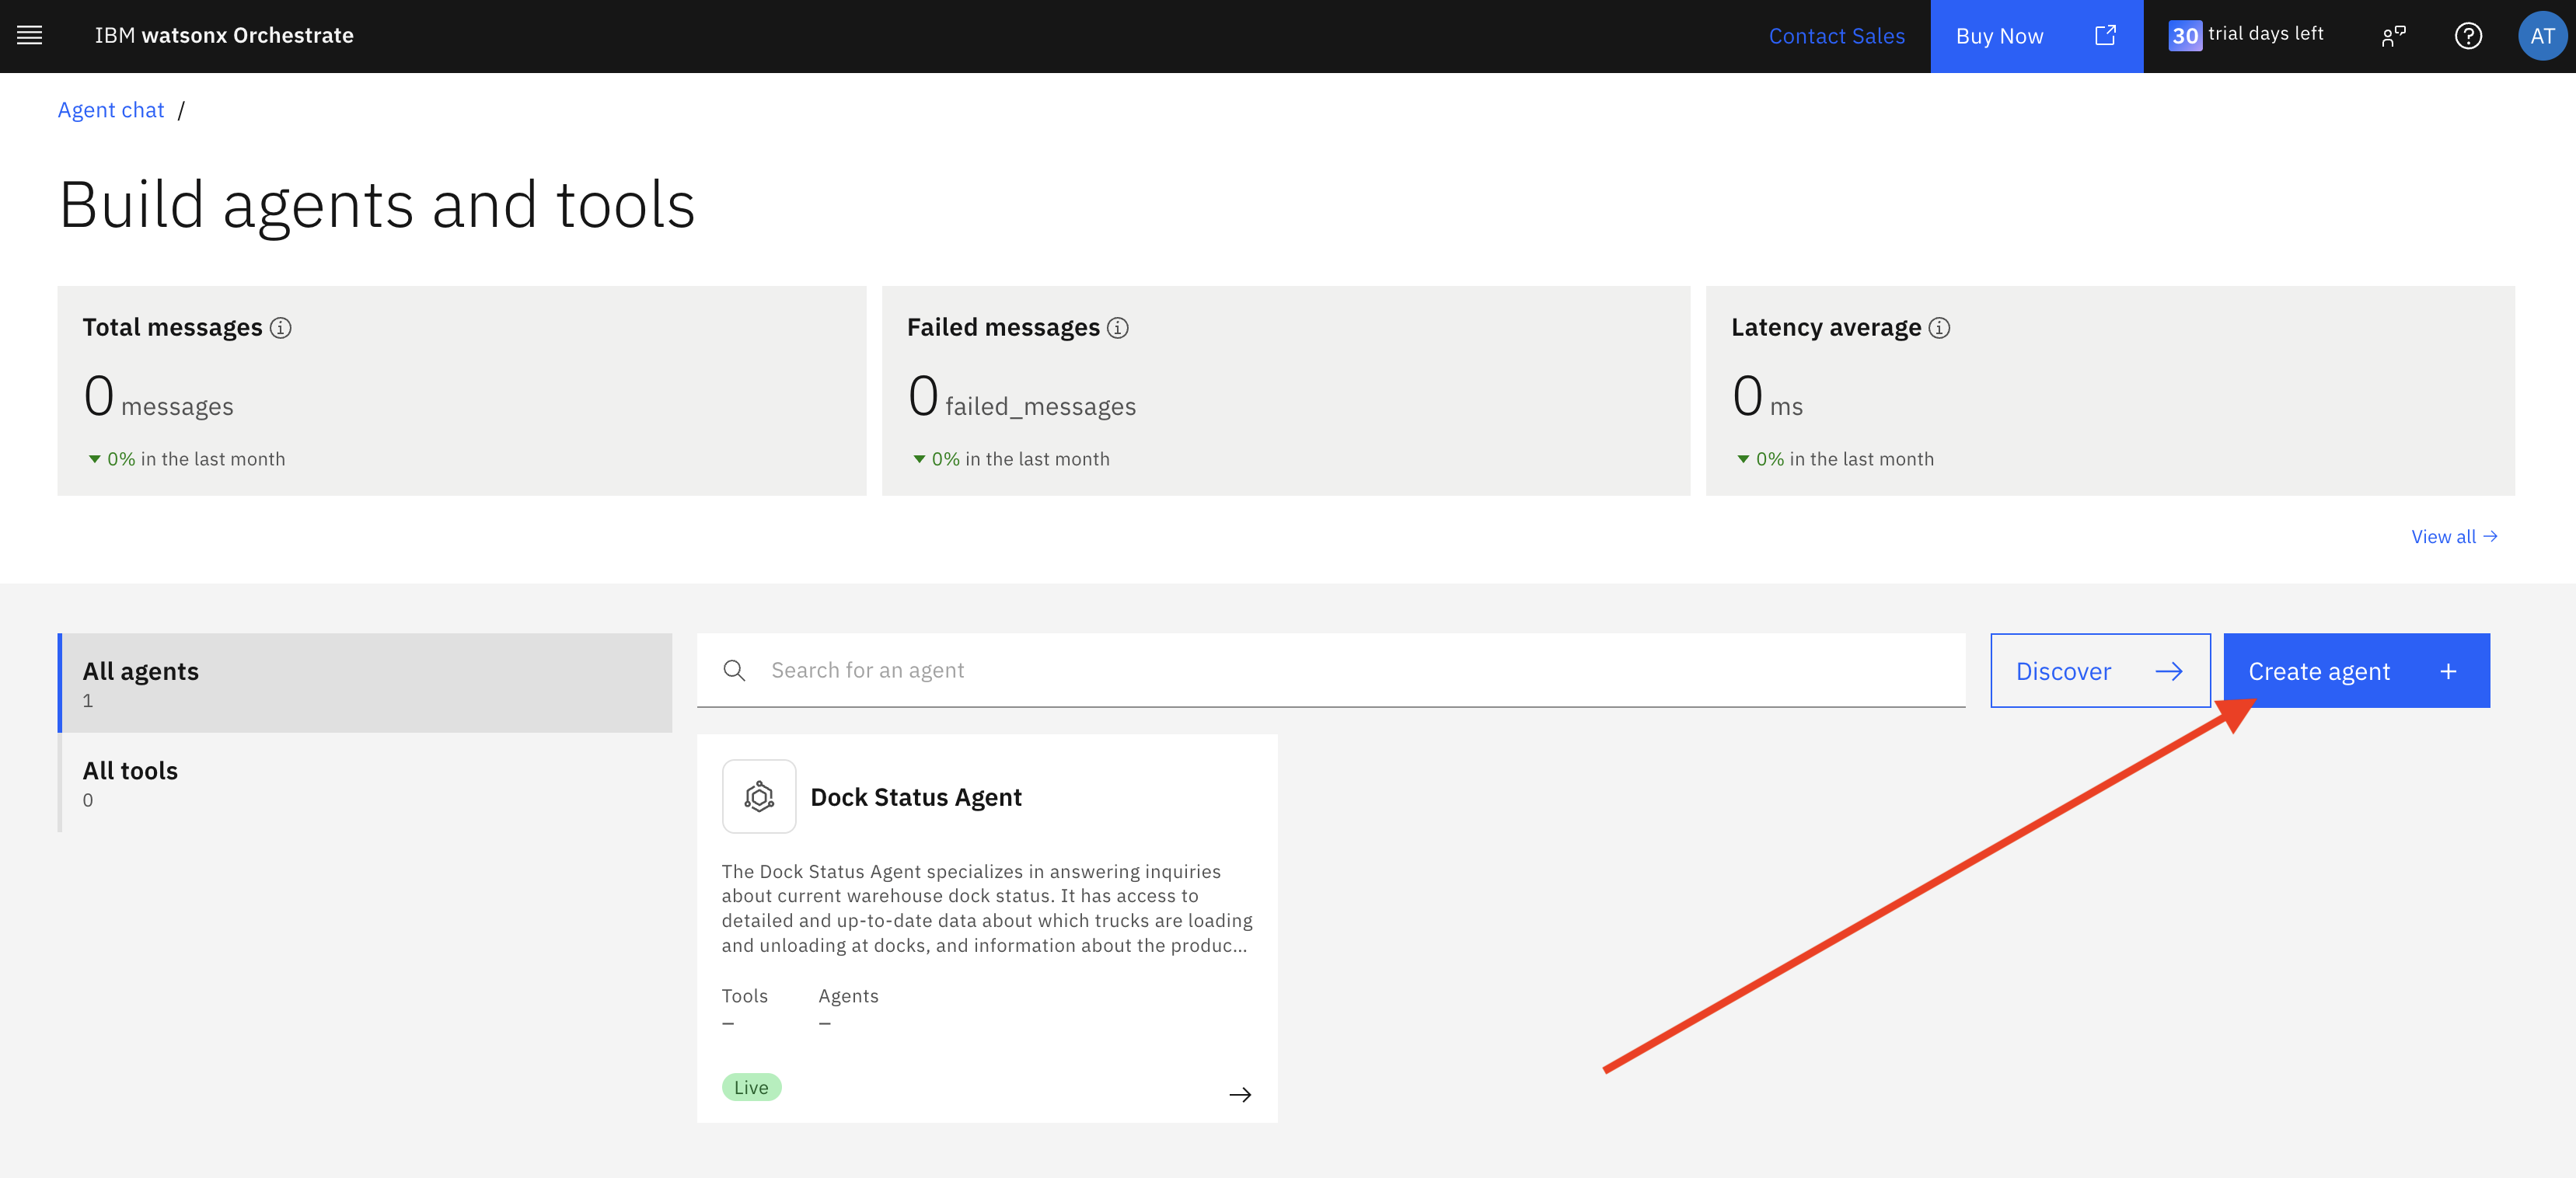 IBM watsonx Orchestrate
Contact Sales
Buy Now
30 trial days left
AT
Agent chat /
Build agents and tools
Total messages
0 messages
0% in the last month
Failed messages
0 failed_messages
0% in the last month
Latency average
0 ms
0% in the last month
View all
All agents
1
All tools
0
Search for an agent
Discover
Create agent +
Dock Status Agent
The Dock Status Agent specializes in answering inquiries
about current warehouse dock status. It has access to
detailed and up-to-date data about which trucks are loading
and unloading at docks, and information about the produc...
Tools
–
Agents
–
Live